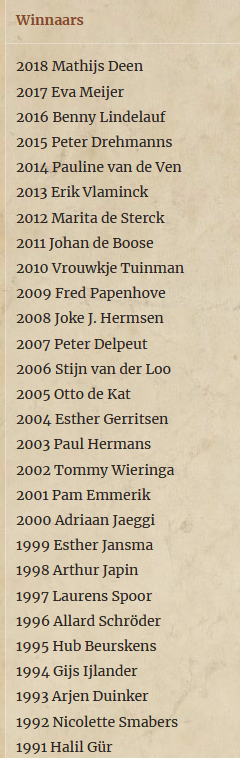 Winnaars
2018 Mathijs Deen
2017 Eva Meijer
2016 Benny Lindelauf
2015 Peter Drehmanns
2014 Pauline van de Ven
2013 Erik Vlaminck
2012 Marita de Sterck
2011 Johan de Boose
2010 Vrouwkje Tuinman
2009 Fred Papenhove
2008 Joke J. Hermsen
2007 Peter Delpeut
2006 Stijn van der Loo
2005 Otto de Kat
2004 Esther Gerritsen
2003 Paul Hermans
2002 Tommy Wieringa
2001 Pam Emmerik
2000 Adriaan Jaeggi
1999 Esther Jansma
1998 Arthur Japin
1997 Laurens Spoor
1996 Allard Schröder
1995 Hub Beurskens
1994 Gijs Ijlander
1993 Arjen Duinker
1992 Nicolette Smabers
1991 Halil Gür